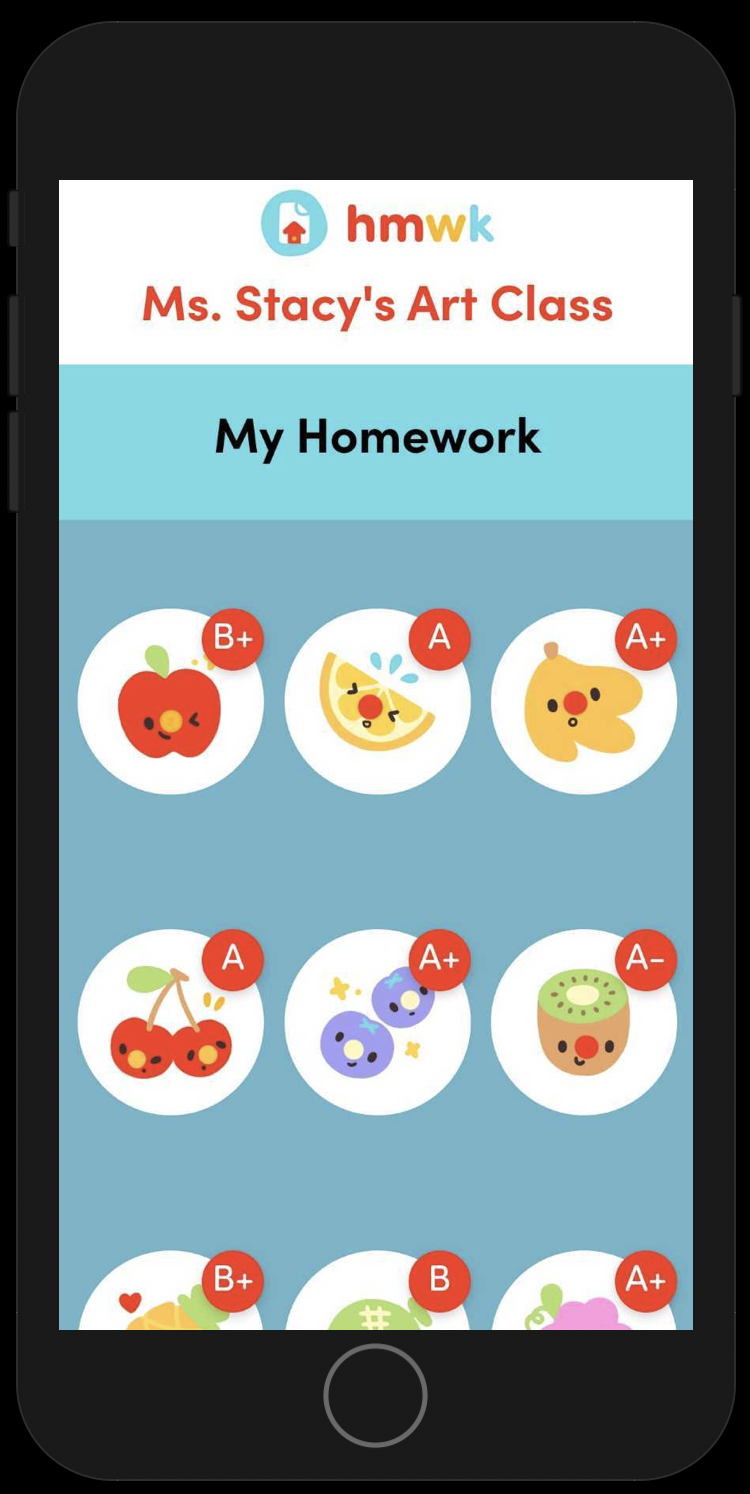 hmwk
Ms. Stacy's Art Class
My Homework
B+ A A+
A A+ A-
B+ B A+